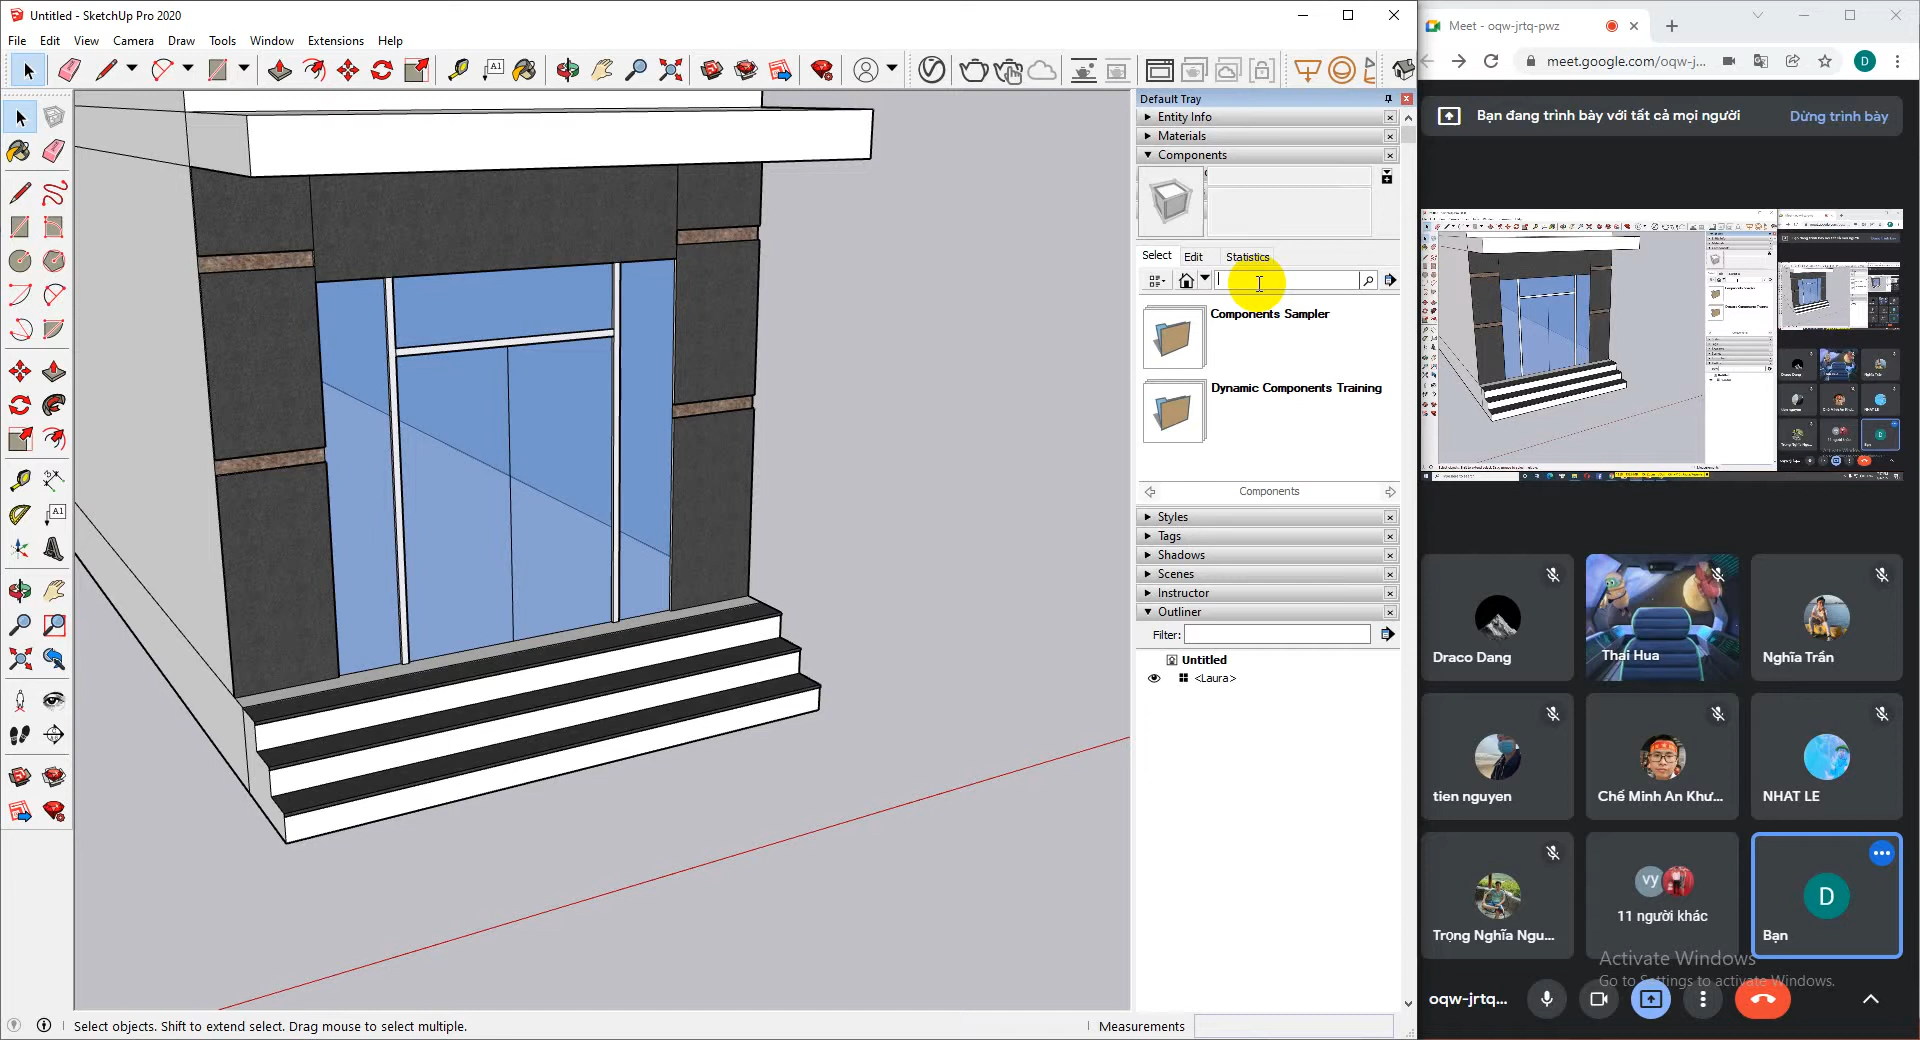 Untitled - SketchUp Pro 2020
File Edit View Camera Draw Tools Window Extensions Help
Default Tray
Entity Info
Materials
Components
Select Edit Statistics
Components Sampler
Dynamic Components Training
Components
Styles
Tags
Shadows
Scenes
Instructor
Outliner
Filter:
Untitled
<Laura>
Select objects. Shift to extend select. Drag mouse to select multiple.
Measurements
Meet - oqw-jrtq-pwz
meet.google.com/oqw-j...
D
Bạn đang trình bày với tất cả mọi người
Dừng trình bày
Draco Dang
Thai Hua
Nghĩa Trần
tien nguyen
Chế Minh An Khư...
NHAT LE
Trọng Nghĩa Ngu...
vy
11 người khác
D
Bạn
Activate Windows
Go to Settings to activate Windows.
oqw-jrtq...